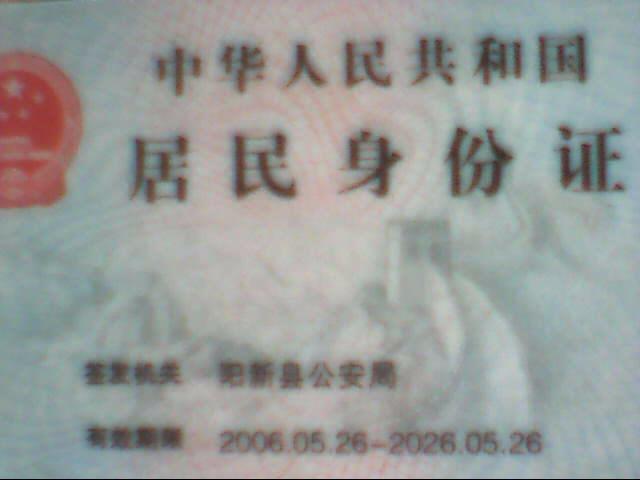 中华人民共和国
居民身份证
签发机关 阳新县公安局
有效期限 2006.05.26-2026.05.26